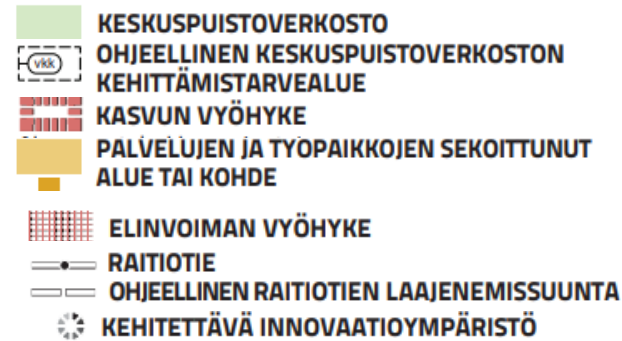 KESKUSPUISTOVERKOSTO
vkk
OHJEELLINEN KESKUSPUISTOVERKOSTON
KEHITTÄMISTARVEALUE
KASVUN VYÖHYKE
PALVELUJEN JA TYÖPAIKKOJEN SEKOITTUNUT
ALUE TAI KOHDE
ELINVOIMAN VYÖHYKE
RAITIOTIE
OHJEELLINEN RAITIOTIEN LAAJENEMISSUUNTA
KEHITETTÄVÄ INNOVAATIOYMPÄRISTÖ